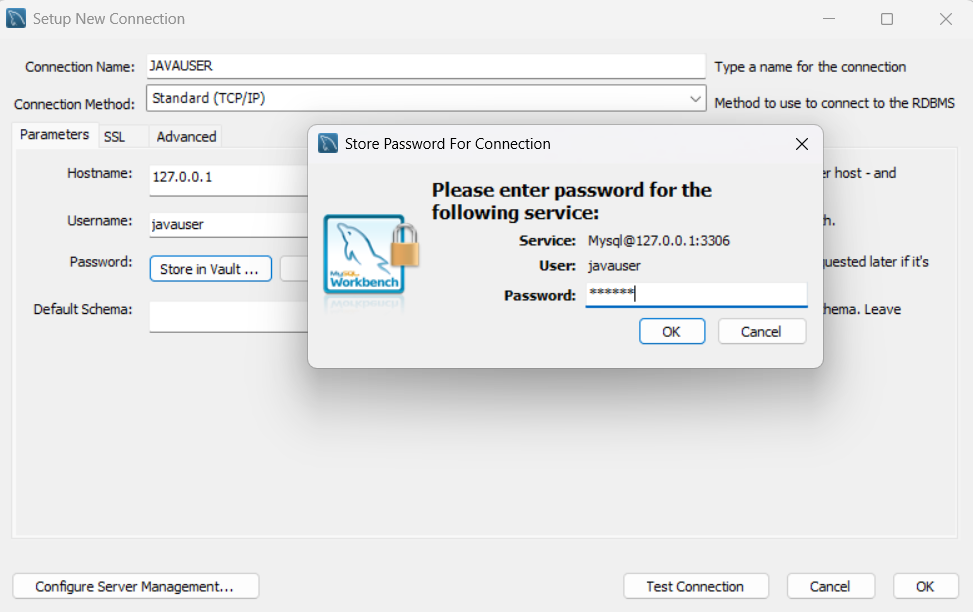 Setup New Connection
Connection Name: JAVAUSER Type a name for the connection
Connection Method: Standard (TCP/IP) Method to use to connect to the RDBMS
Parameters SSL Advanced
Store Password For Connection
Hostname: 127.0.0.1 host - and
Please enter password for the
following service:
Username: javauser
Service: Mysql@127.0.0.1:3306
User: javauser
Password: Store in Vault ... later if it's
MySQL
Workbench
Password: ******
Default Schema: Leave
OK Cancel
Configure Server Management... Test Connection Cancel OK